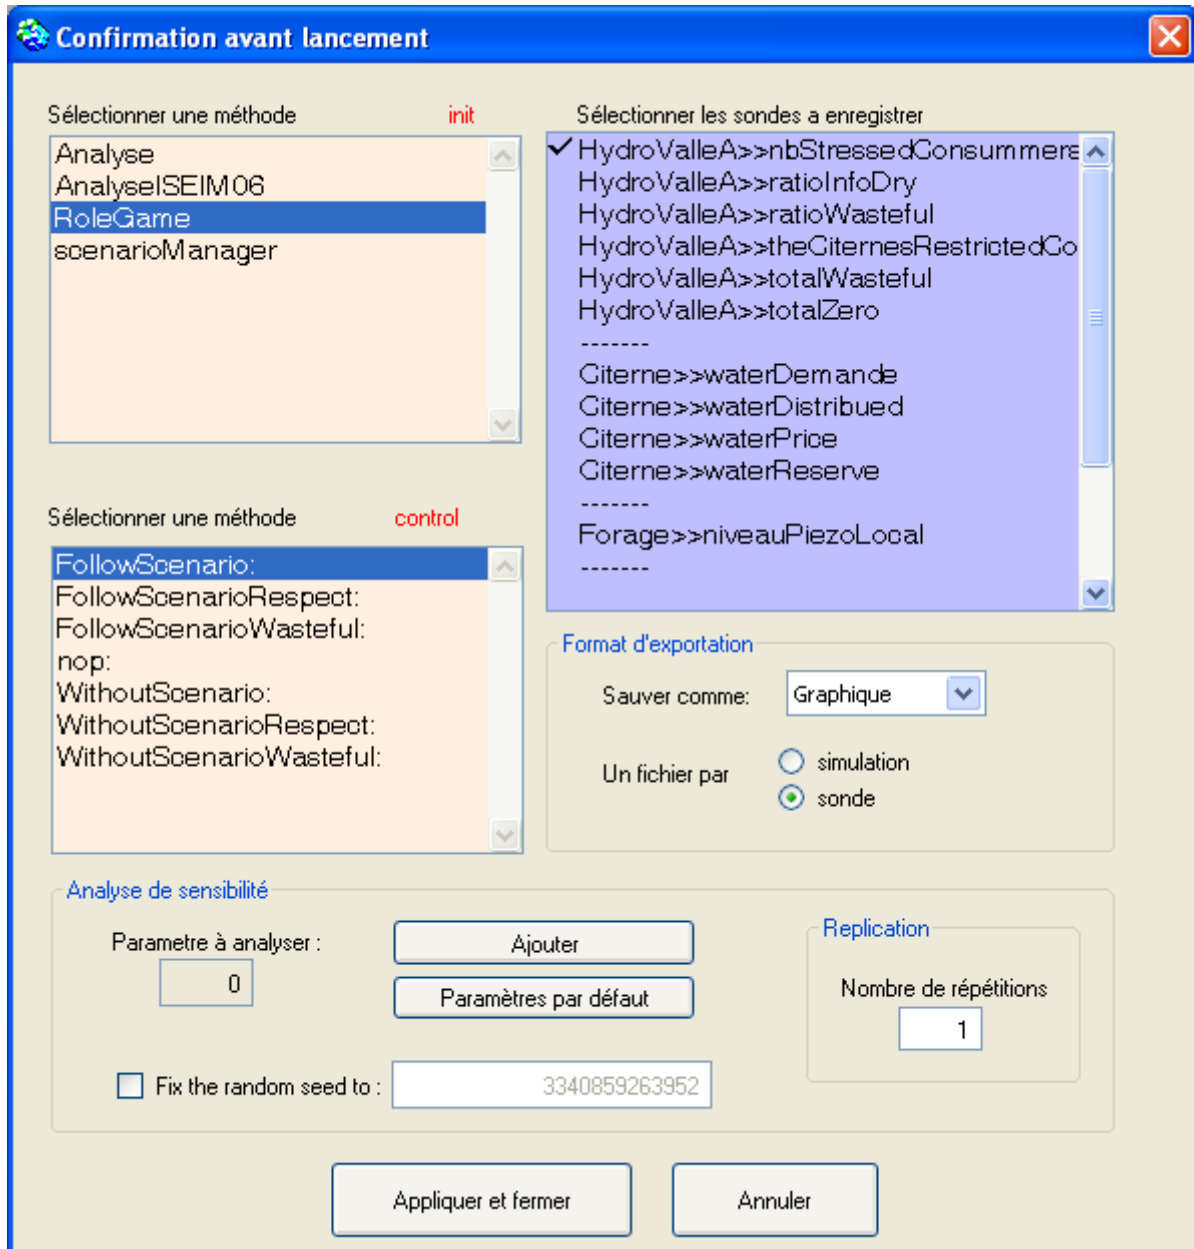 Confirmation avant lancement
Sélectionner une méthode init
Analyse
AnalyseISEIM06
RoleGame
scenarioManager
Sélectionner les sondes a enregistrer
HydroValleA>>nbStressedConsummers
HydroValleA>>ratioInfoDry
HydroValleA>>ratioWasteful
HydroValleA>>theCiternesRestrictedCo
HydroValleA>>totalWasteful
HydroValleA>>totalZero
-------
Citerne>>waterDemande
Citerne>>waterDistribued
Citerne>>waterPrice
Citerne>>waterReserve
-------
Forage>>niveauPiezoLocal
-------
Sélectionner une méthode control
FollowScenario:
FollowScenarioRespect:
FollowScenarioWasteful:
nop:
WithoutScenario:
WithoutScenarioRespect:
WithoutScenarioWasteful:
Format d'exportation
Sauver comme: Graphique
Un fichier par
simulation
sonde
Analyse de sensibilité
Parametre à analyser :
0
Ajouter
Paramètres par défaut
Fix the random seed to : 3340859263952
Replication
Nombre de répétitions
1
Appliquer et fermer
Annuler